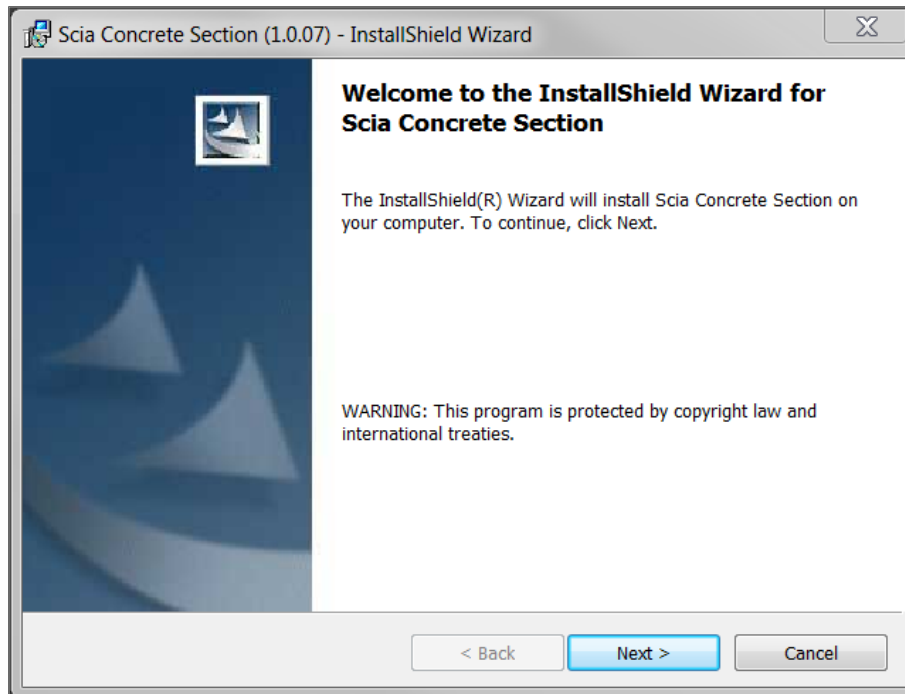 Scia Concrete Section (1.0.07) - InstallShield Wizard
Welcome to the InstallShield Wizard for
Scia Concrete Section
The InstallShield(R) Wizard will install Scia Concrete Section on
your computer. To continue, click Next.
WARNING: This program is protected by copyright law and
international treaties.
< Back
Next >
Cancel